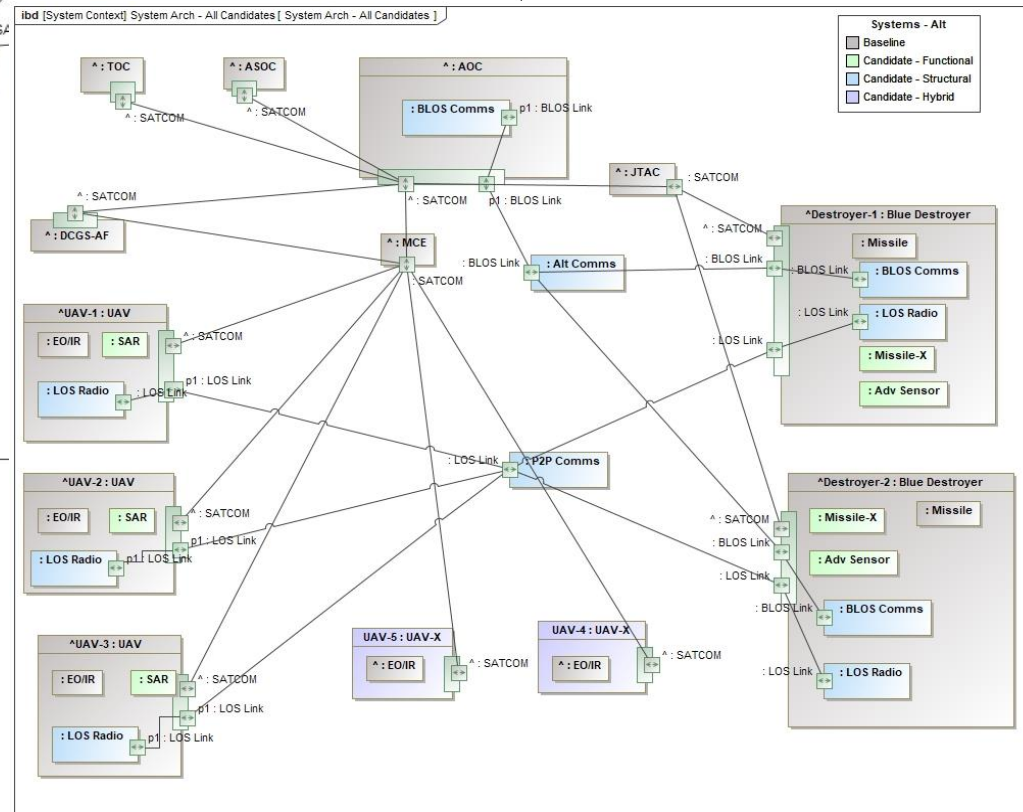 ibd [System Context] System Arch - All Candidates [ System Arch - All Candidates ]
Systems - Alt
Baseline
Candidate - Functional
Candidate - Structural
Candidate - Hybrid
^ : TOC
^ : SATCOM
^ : ASOC
^ : SATCOM
^ : AOC
: BLOS Comms
p1 : BLOS Link
^ : SATCOM
p1 : BLOS Link
^ : JTAC
: SATCOM
^ : SATCOM
^ : DCGS-AF
^ : MCE
: SATCOM
: BLOS Link
: Alt Comms
^Destroyer-1 : Blue Destroyer
^ : SATCOM
: BLOS Link
: LOS Link
: Missile
: BLOS Link
: BLOS Comms
: LOS Link
: LOS Radio
: Missile-X
: Adv Sensor
^UAV-1 : UAV
: EO/IR
: SAR
^ : SATCOM
: LOS Radio
: LOS Link
p1 : LOS Link
: LOS Link
: P2P Comms
^UAV-2 : UAV
: EO/IR
: SAR
^ : SATCOM
: LOS Radio
p1 : LOS Link
p1 : LOS Link
^Destroyer-2 : Blue Destroyer
: Missile-X
: Missile
^ : SATCOM
: BLOS Link
: Adv Sensor
: LOS Link
: BLOS Link
: BLOS Comms
: LOS Link
: LOS Radio
^UAV-3 : UAV
: EO/IR
: SAR
^ : SATCOM
p1 : LOS Link
: LOS Radio
p1 : LOS Link
UAV-5 : UAV-X
^ : EO/IR
^ : SATCOM
UAV-4 : UAV-X
^ : EO/IR
^ : SATCOM